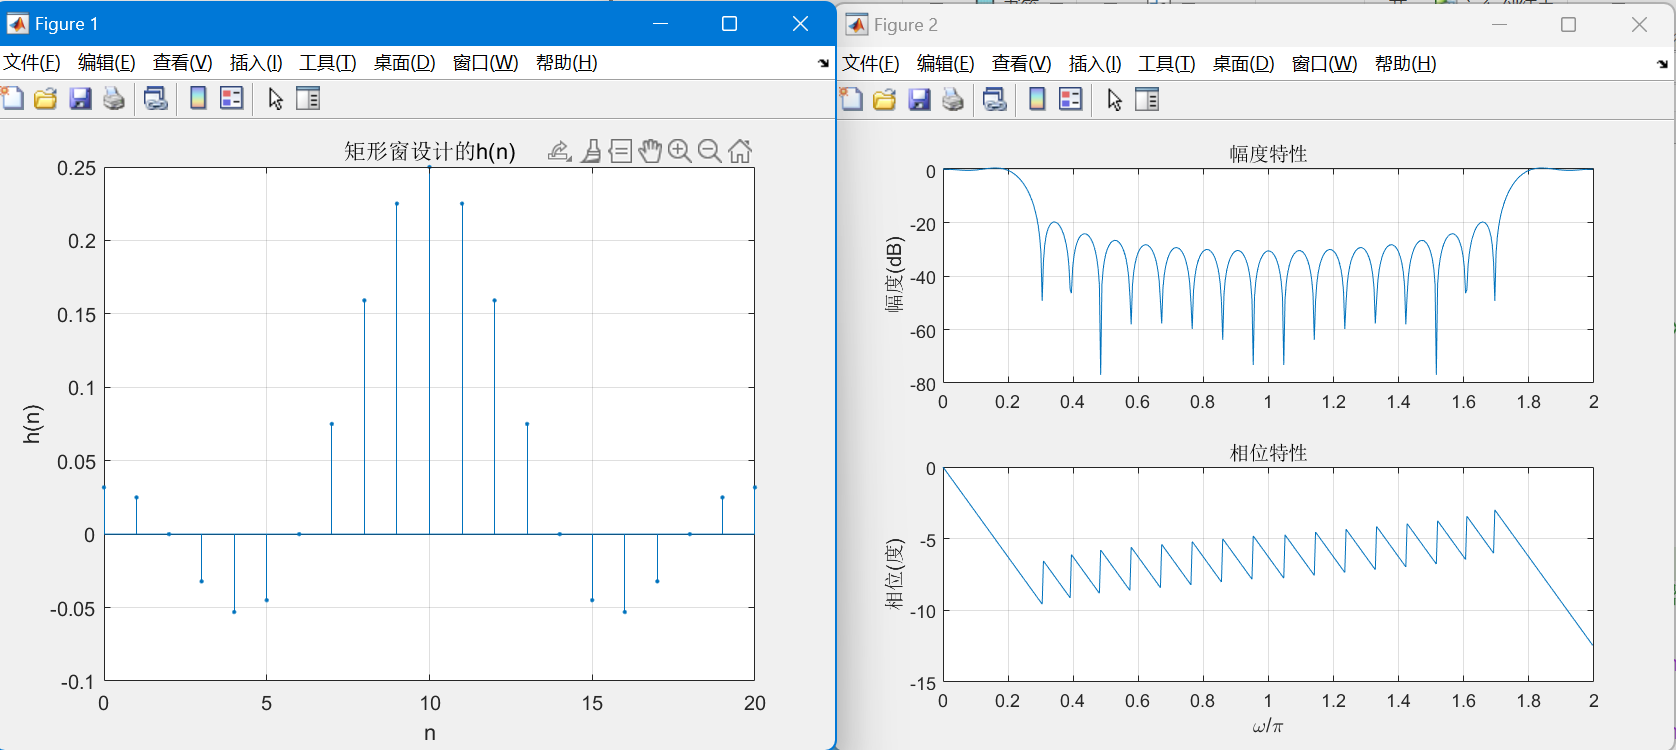 Figure 1
文件(F) 编辑(E) 查看(V) 插入(I) 工具(T) 桌面(D) 窗口(W) 帮助(H)
矩形窗设计的h(n)
0.25
0.2
0.15
0.1
0.05
0
-0.05
-0.1
h(n)
0 5 10 15 20
n
Figure 2
文件(F) 编辑(E) 查看(V) 插入(I) 工具(T) 桌面(D) 窗口(W) 帮助(H)
幅度特性
0
-20
-40
-60
-80
幅度(dB)
0 0.2 0.4 0.6 0.8 1 1.2 1.4 1.6 1.8 2
相位特性
0
-5
-10
-15
相位(度)
0 0.2 0.4 0.6 0.8 1 1.2 1.4 1.6 1.8 2
ω/π